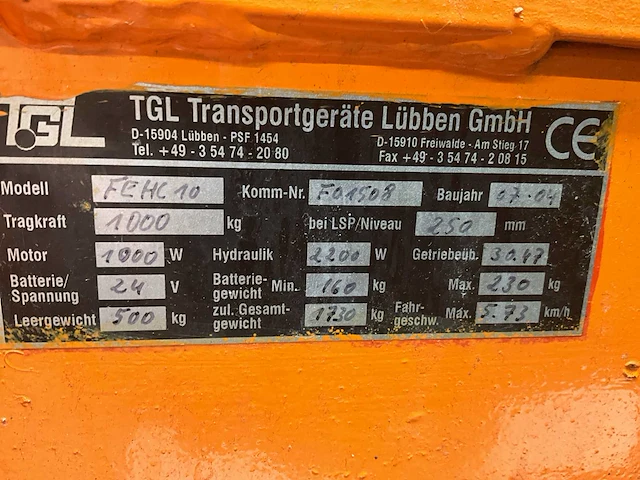 TGL
TGL Transportgeräte Lübben GmbH
D-15904 Lübben - PSF 1454
D-15910 Freiwalde - Am Stieg 17
Tel. +49 - 3 54 74 - 20 80
Fax +49 - 3 54 74 - 2 08 15
CE
Modell FEHC 10 Komm-Nr. F01508 Baujahr 07.04
Tragkraft 1000 kg bei LSP/Niveau 250 mm
Motor 1000 W Hydraulik 2200 W Getriebeüb. 30.47
Batterie/
Spannung 24 V
Batterie-
gewicht Min. 160 kg Max. 230 kg
Leergewicht 500 kg
zul. Gesamt-
gewicht 1730 kg
Fahr-
geschw. Max. 5.73 km/h